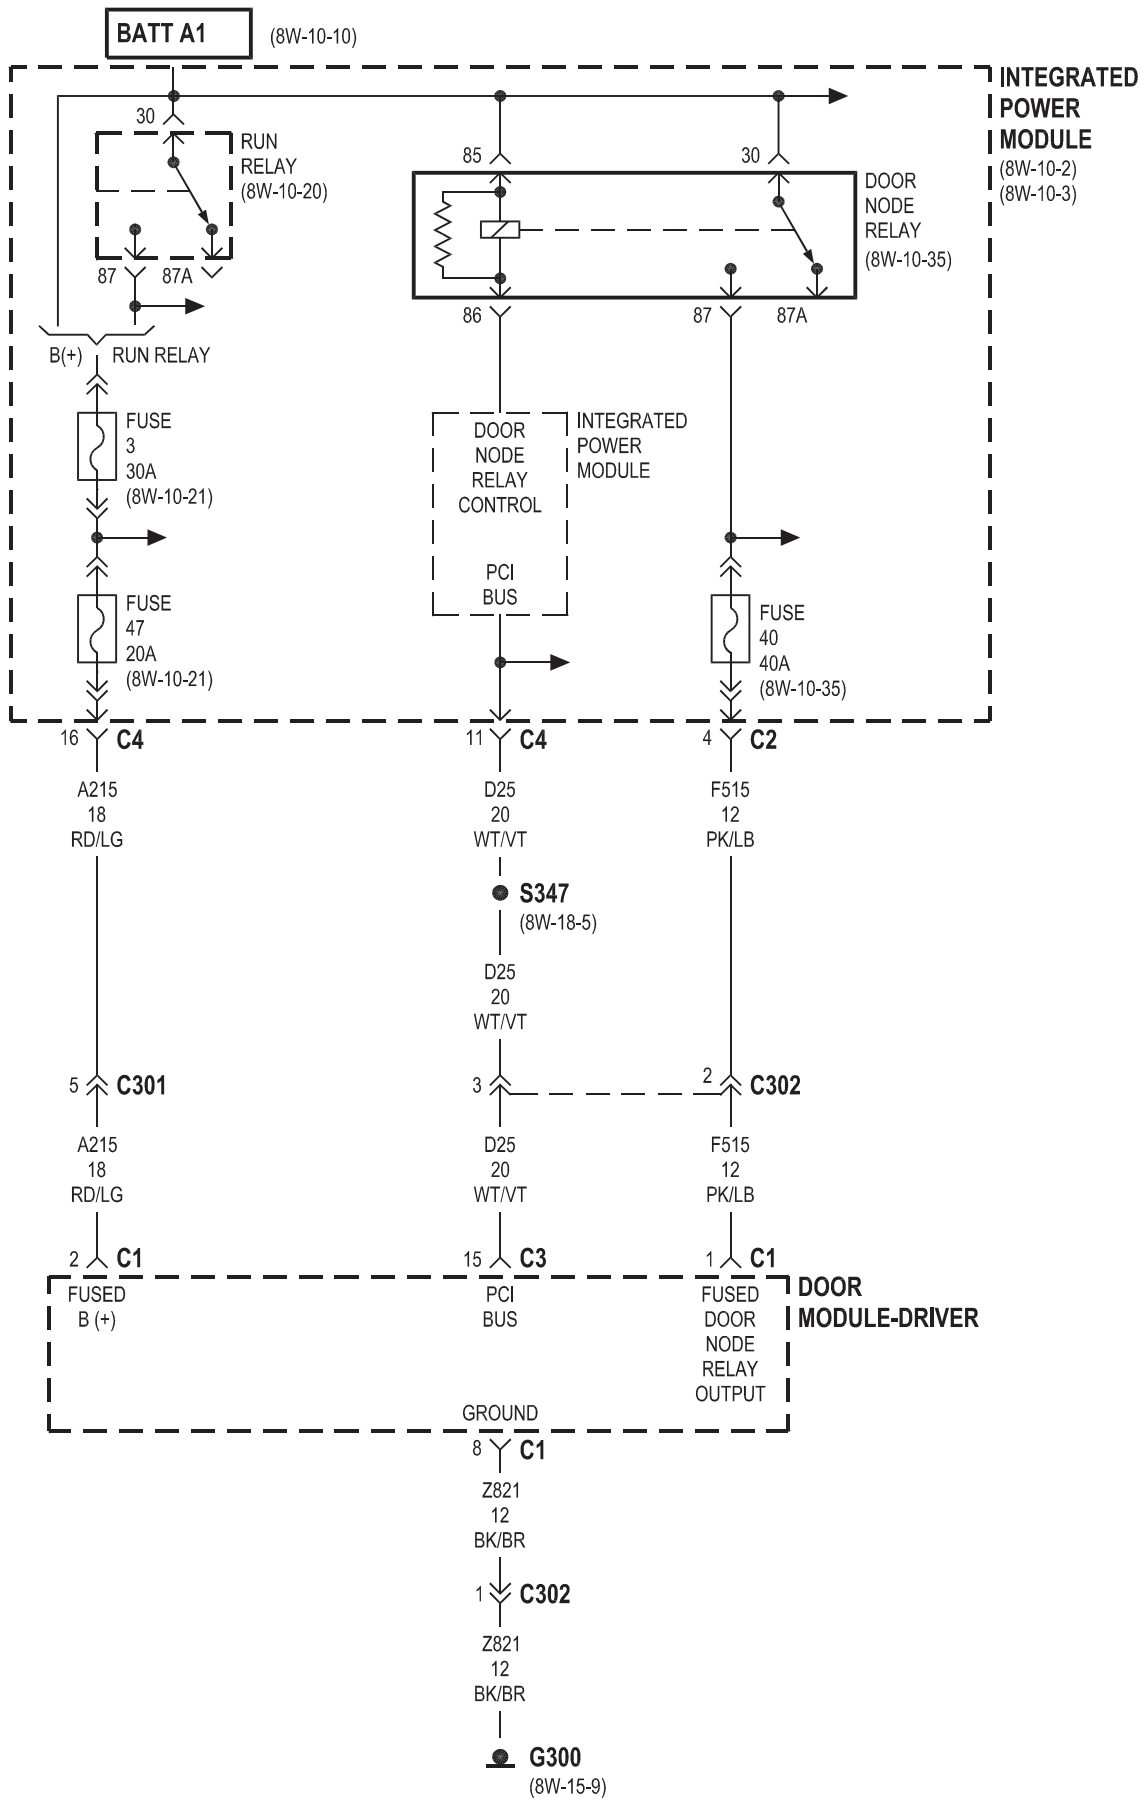 BATT A1
(8W-10-10)
INTEGRATED
POWER
MODULE
(8W-10-2)
(8W-10-3)
30
RUN
RELAY
(8W-10-20)
87
87A
B(+)
RUN RELAY
85
30
DOOR
NODE
RELAY
(8W-10-35)
86
87
87A
FUSE
3
30A
(8W-10-21)
DOOR
NODE
RELAY
CONTROL
PCI
BUS
INTEGRATED
POWER
MODULE
FUSE
47
20A
(8W-10-21)
FUSE
40
40A
(8W-10-35)
16
C4
11
C4
4
C2
A215
18
RD/LG
D25
20
WT/VT
F515
12
PK/LB
S347
(8W-18-5)
D25
20
WT/VT
5
C301
3
2
C302
A215
18
RD/LG
D25
20
WT/VT
F515
12
PK/LB
2
C1
15
C3
1
C1
FUSED
B (+)
PCI
BUS
FUSED
DOOR
NODE
RELAY
OUTPUT
DOOR
MODULE-DRIVER
GROUND
8
C1
Z821
12
BK/BR
1
C302
Z821
12
BK/BR
G300
(8W-15-9)